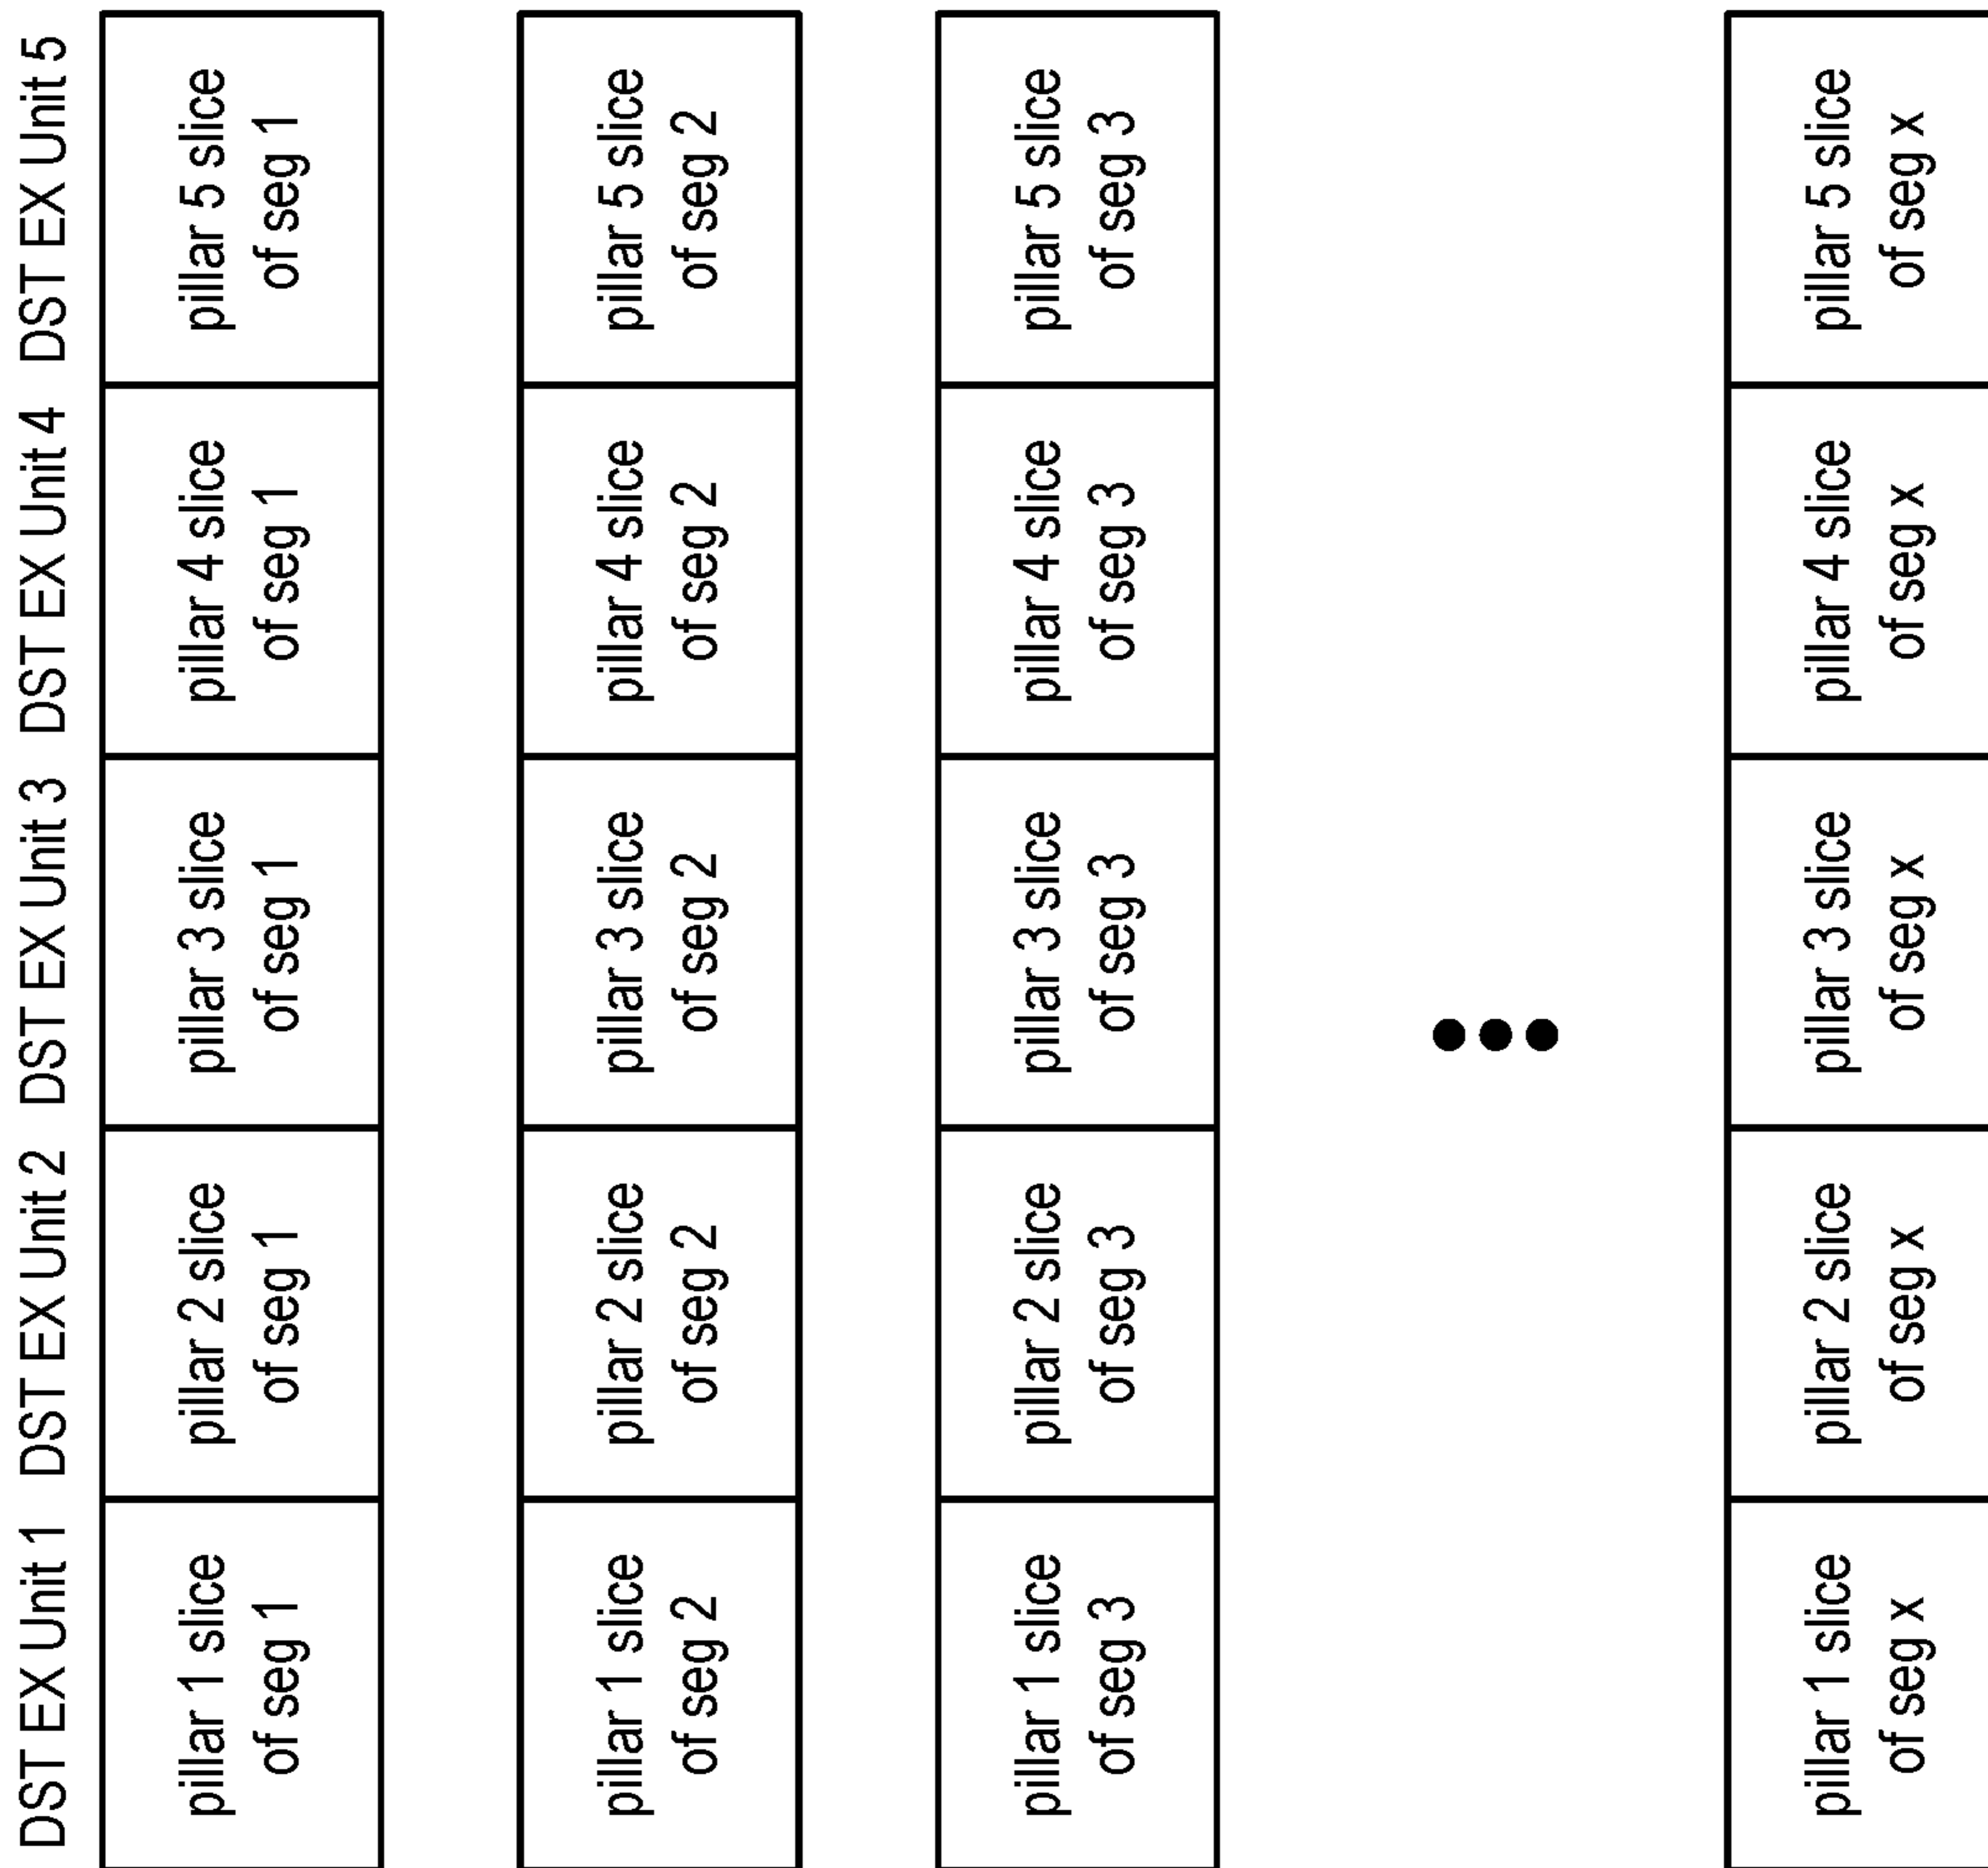 DST EX Unit 1 DST EX Unit 2 DST EX Unit 3 DST EX Unit 4 DST EX Unit 5
pillar 1 slice
of seg 1
pillar 2 slice
of seg 1
pillar 3 slice
of seg 1
pillar 4 slice
of seg 1
pillar 5 slice
of seg 1
pillar 1 slice
of seg 2
pillar 2 slice
of seg 2
pillar 3 slice
of seg 2
pillar 4 slice
of seg 2
pillar 5 slice
of seg 2
pillar 1 slice
of seg 3
pillar 2 slice
of seg 3
pillar 3 slice
of seg 3
pillar 4 slice
of seg 3
pillar 5 slice
of seg 3
pillar 1 slice
of seg x
pillar 2 slice
of seg x
pillar 3 slice
of seg x
pillar 4 slice
of seg x
pillar 5 slice
of seg x